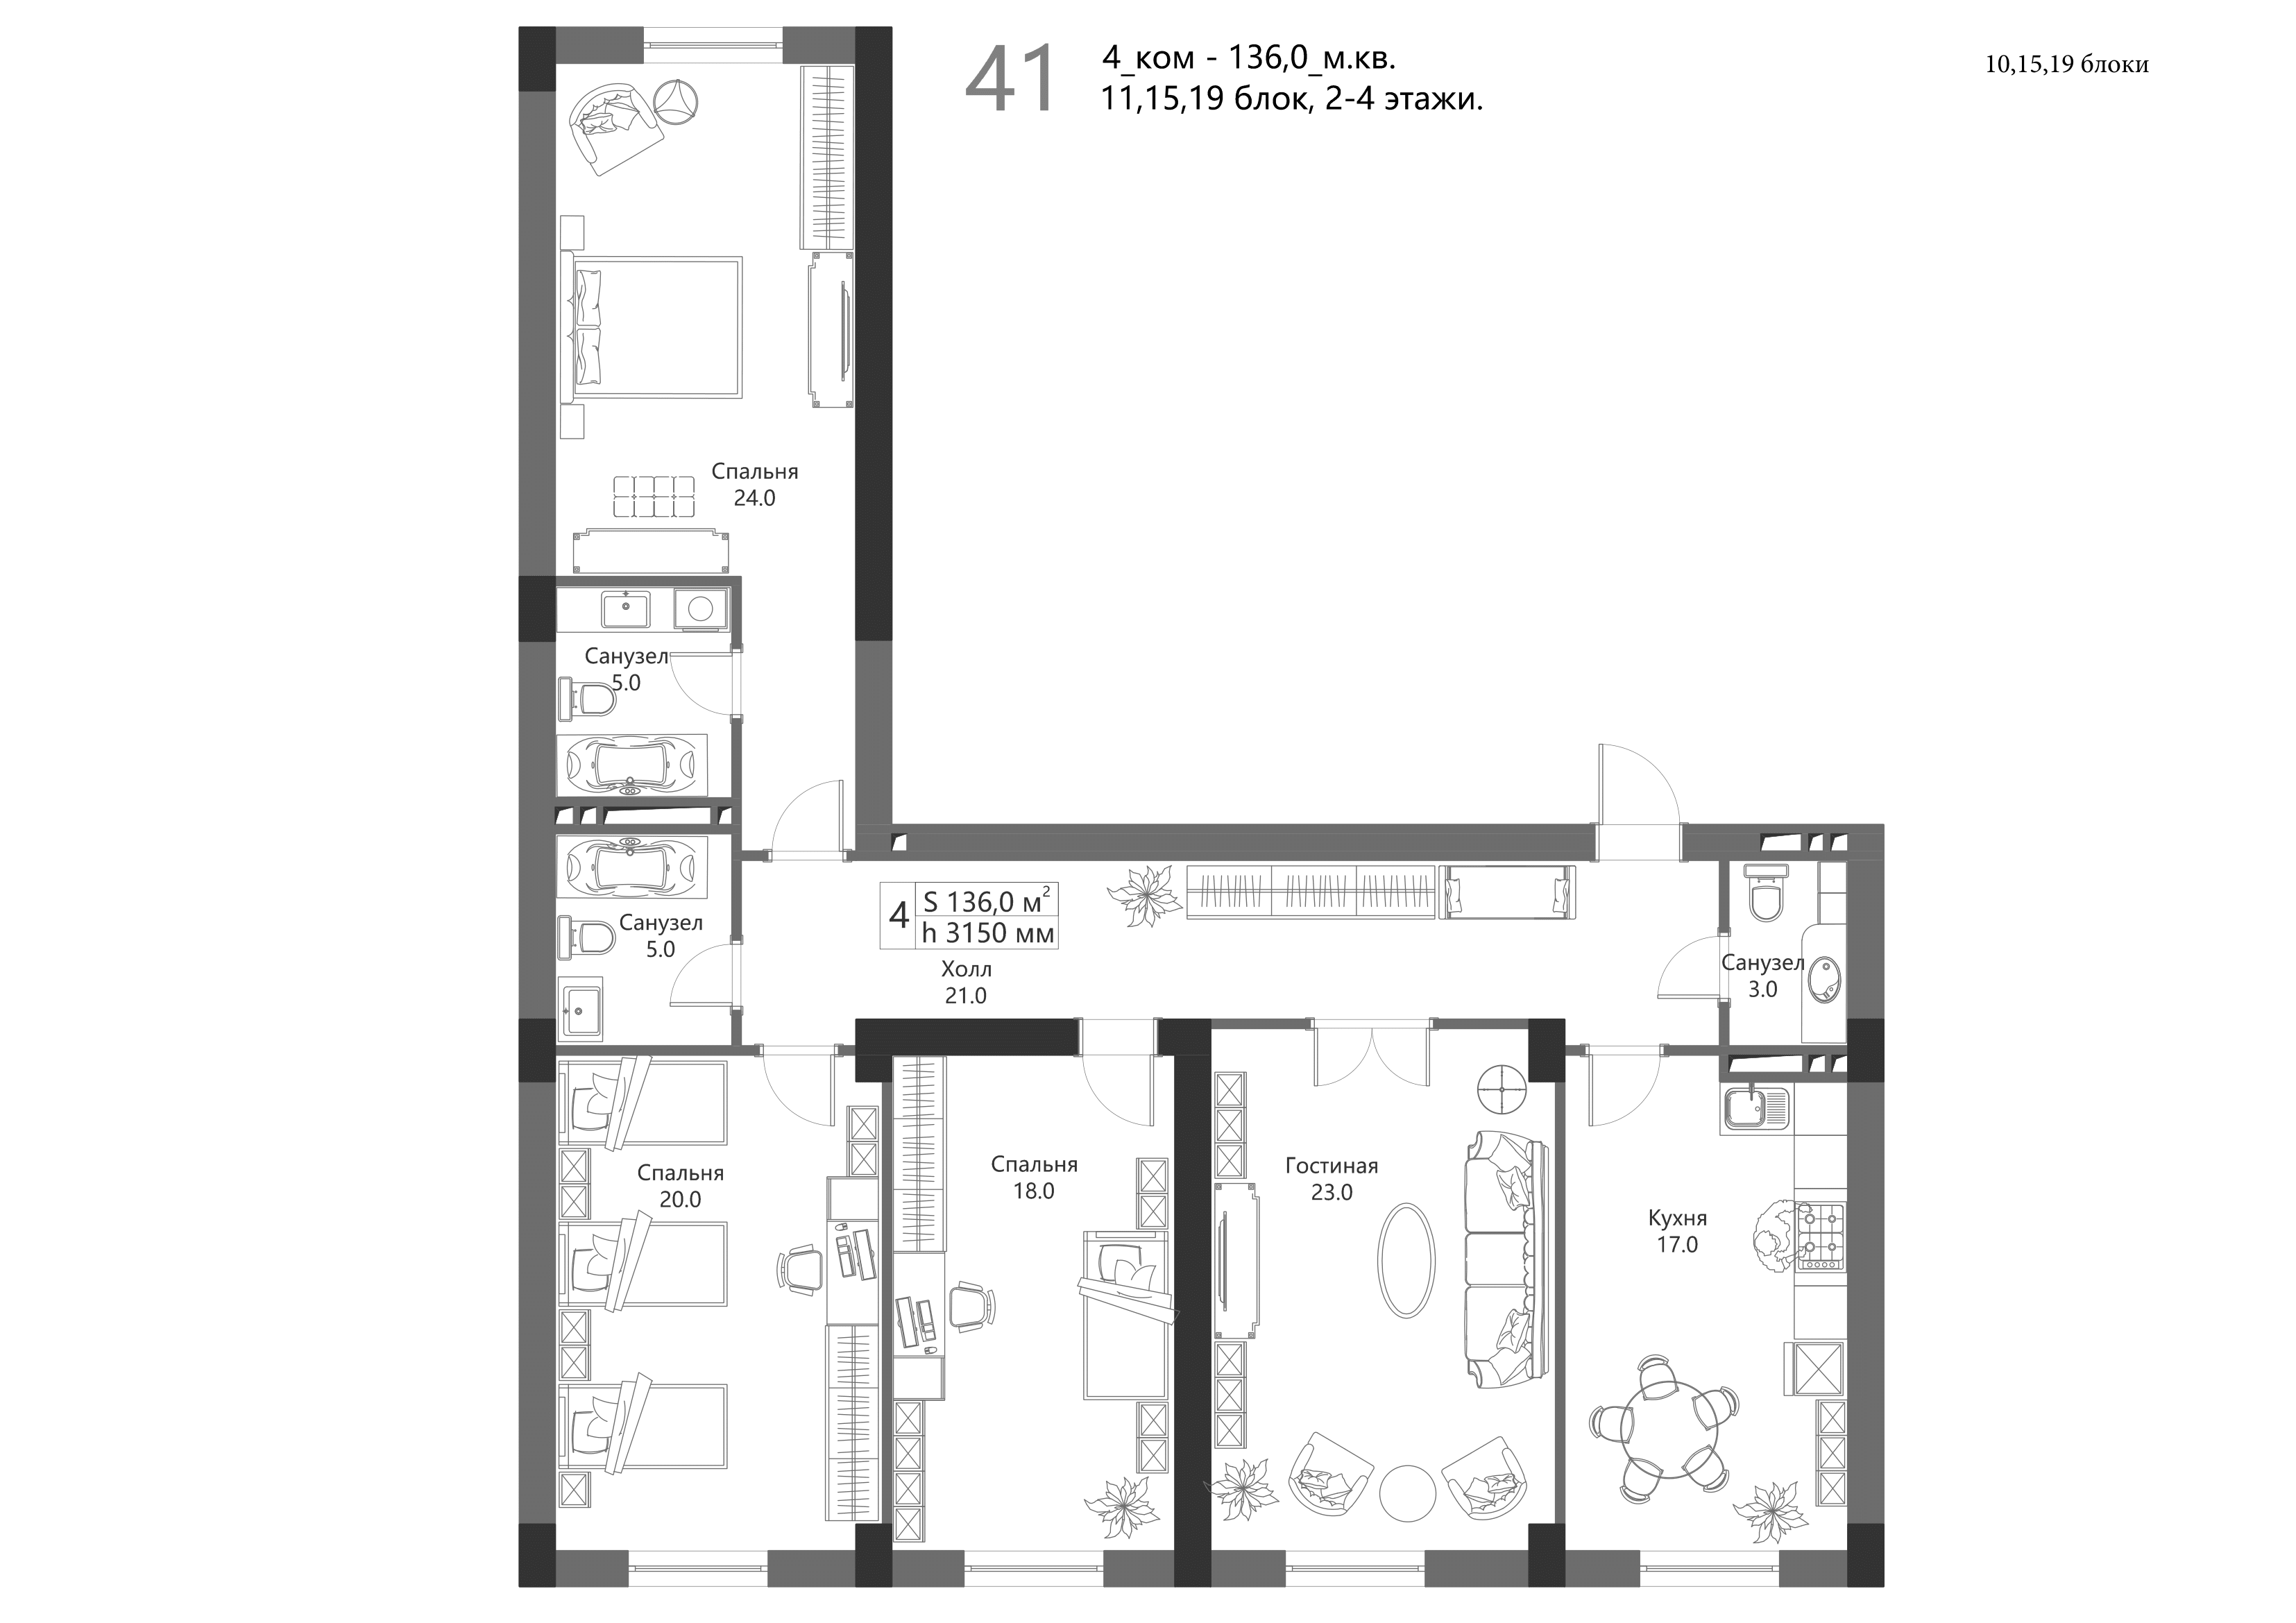 41
4_ком - 136,0_м.кв.
11,15,19 блок, 2-4 этажи.
10,15,19 блоки
Спальня
24.0
Санузел
5.0
4
S 136,0 м²
h 3150 мм
Санузел
5.0
Холл
21.0
Санузел
3.0
Спальня
20.0
Спальня
18.0
Гостиная
23.0
Кухня
17.0